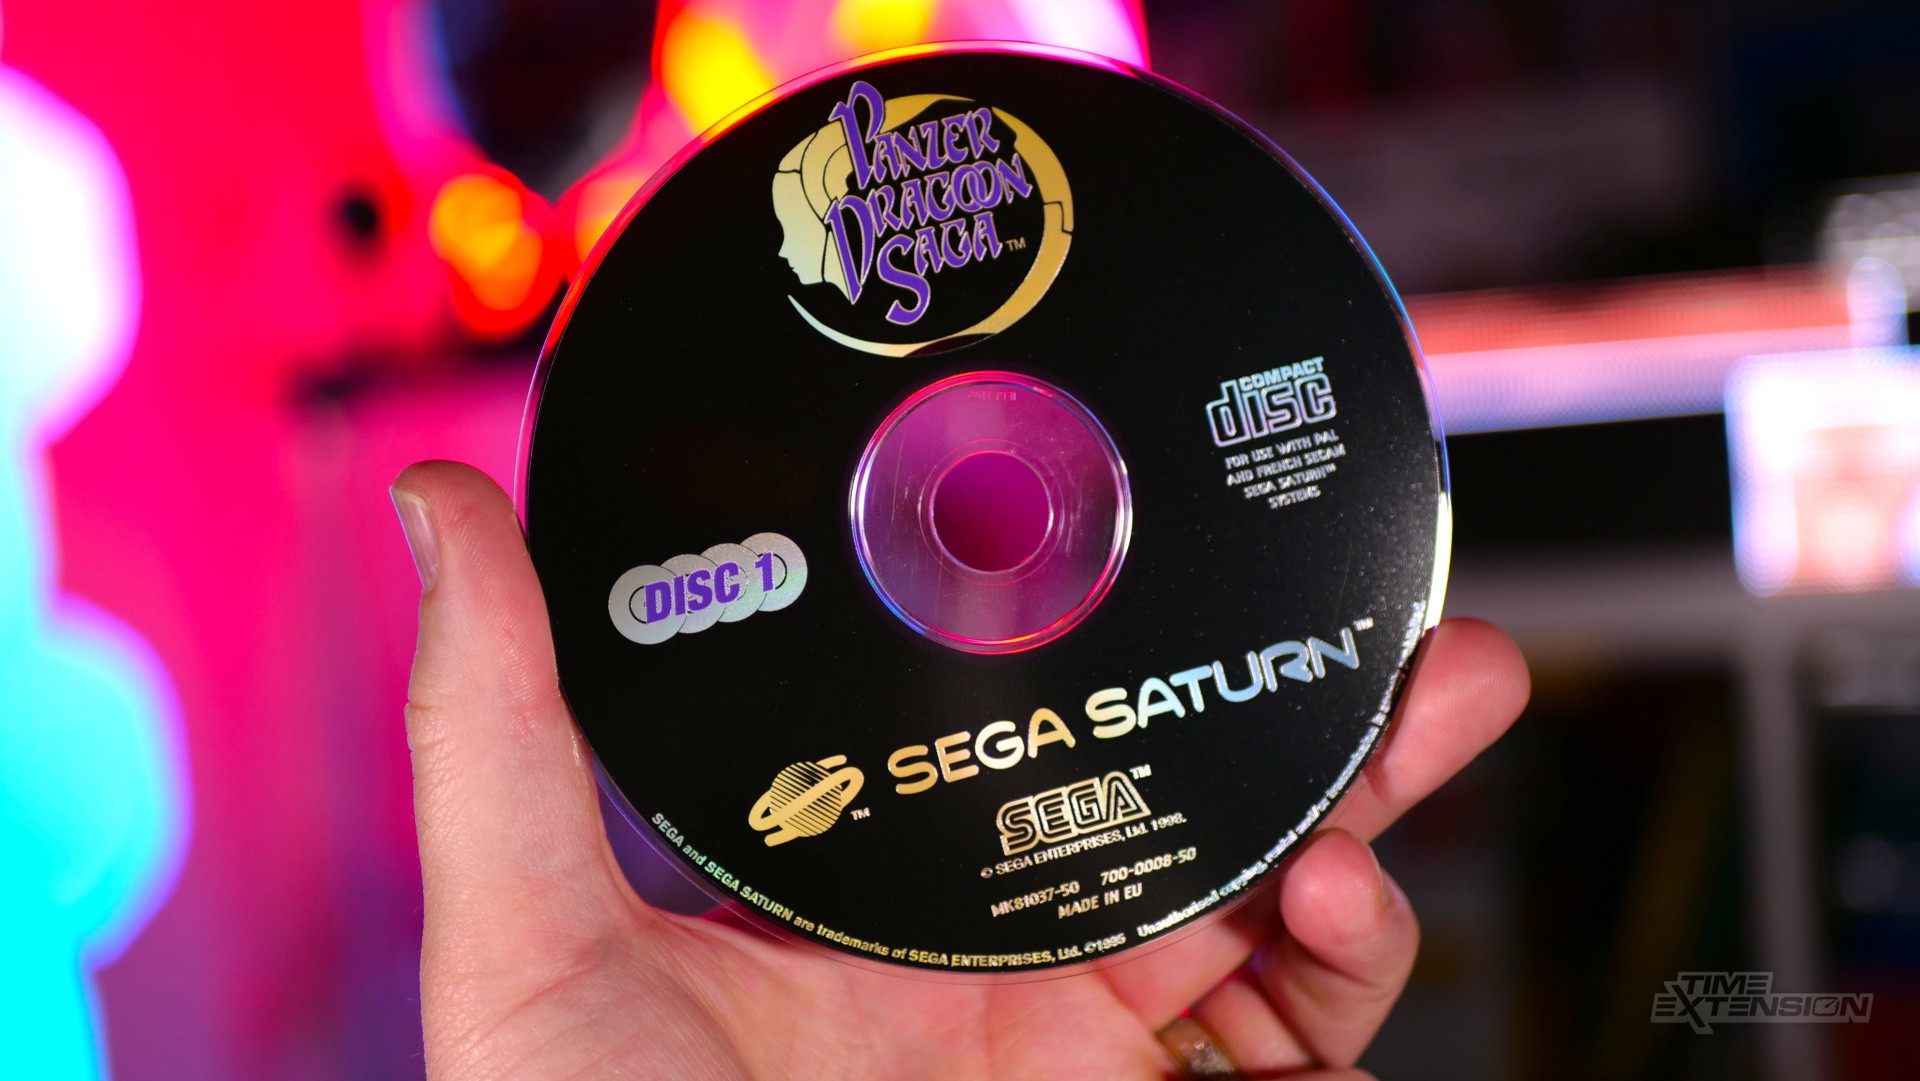 PANZER
DRAGOON
SAGA™
COMPACT
disc
FOR USE WITH PAL
AND FRENCH SECAM
SEGA SATURN™
SYSTEMS
DISC 1
SEGA SATURN™
™
SEGA™
© SEGA ENTERPRISES, Ltd. 1998.
MK81037-50 700-0008-50
MADE IN EU
SEGA and SEGA SATURN are trademarks of SEGA ENTERPRISES, Ltd. ©1995 Unauthorised copying,
TIME
EXTENSION